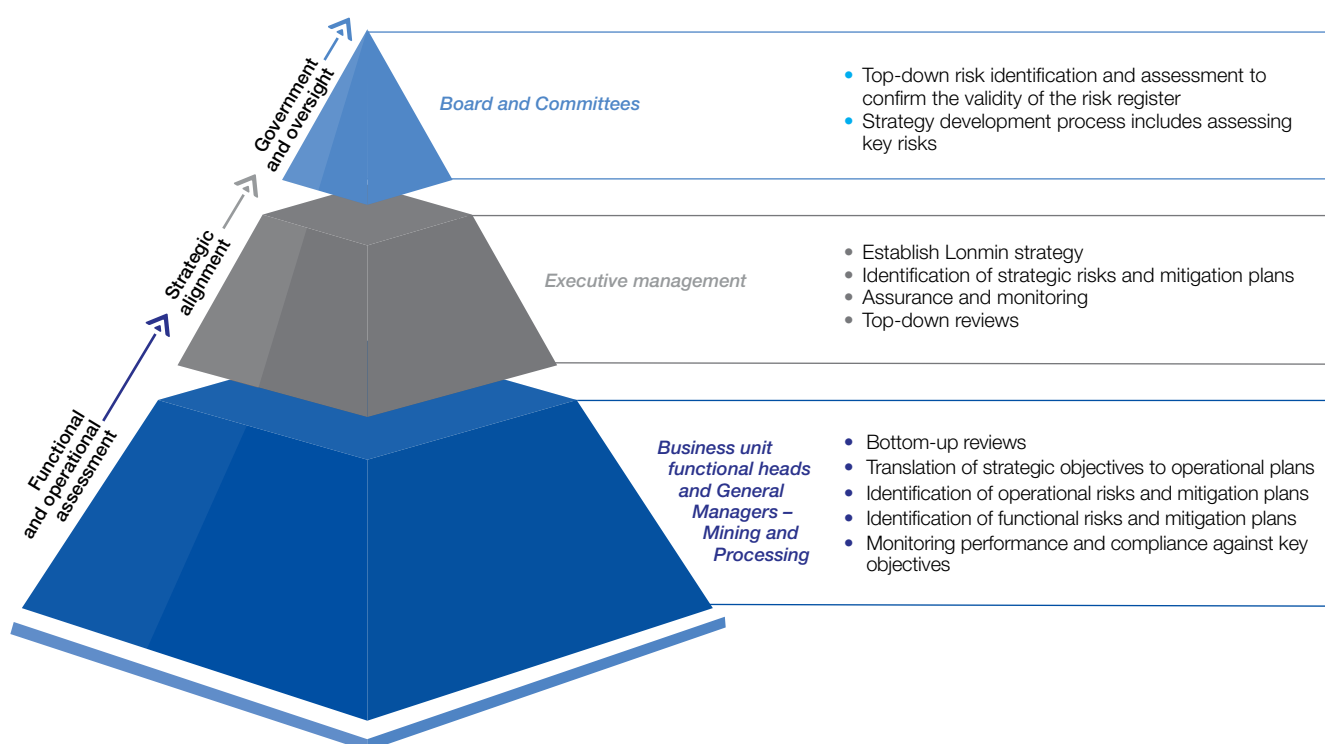 Government
and oversight
Board and Committees
• Top-down risk identification and assessment to
confirm the validity of the risk register
• Strategy development process includes assessing
key risks
Strategic
alignment
Executive management
• Establish Lonmin strategy
• Identification of strategic risks and mitigation plans
• Assurance and monitoring
• Top-down reviews
Functional
and operational
assessment
Business unit
functional heads
and General
Managers –
Mining and
Processing
• Bottom-up reviews
• Translation of strategic objectives to operational plans
• Identification of operational risks and mitigation plans
• Identification of functional risks and mitigation plans
• Monitoring performance and compliance against key
objectives